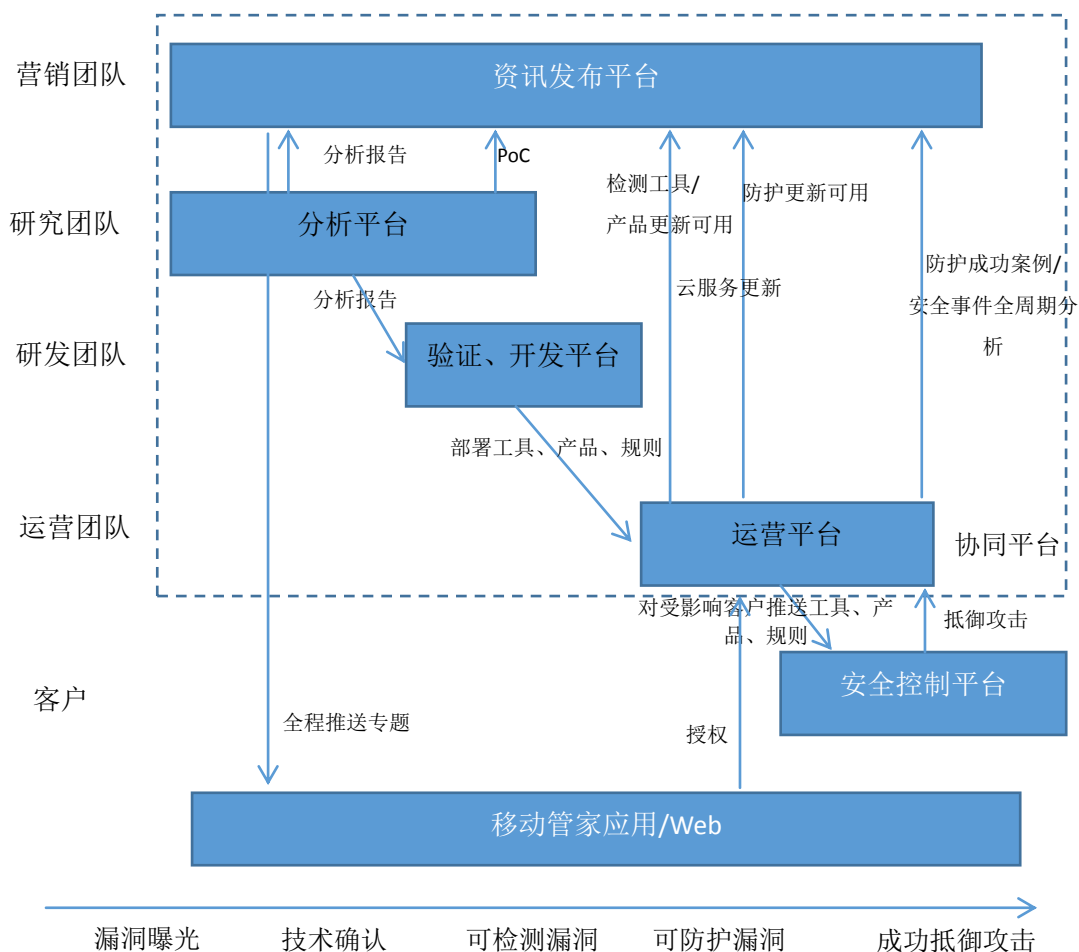 营销团队
资讯发布平台
分析报告
PoC
检测工具/
产品更新可用
防护更新可用
研究团队
分析平台
防护成功案例/
安全事件全周期分
析
云服务更新
分析报告
研发团队
验证、开发平台
部署工具、产品、规则
运营团队
运营平台
协同平台
对受影响客户推送工具、产
品、规则
抵御攻击
客户
安全控制平台
全程推送专题
授权
移动管家应用/Web
漏洞曝光
技术确认
可检测漏洞
可防护漏洞
成功抵御攻击